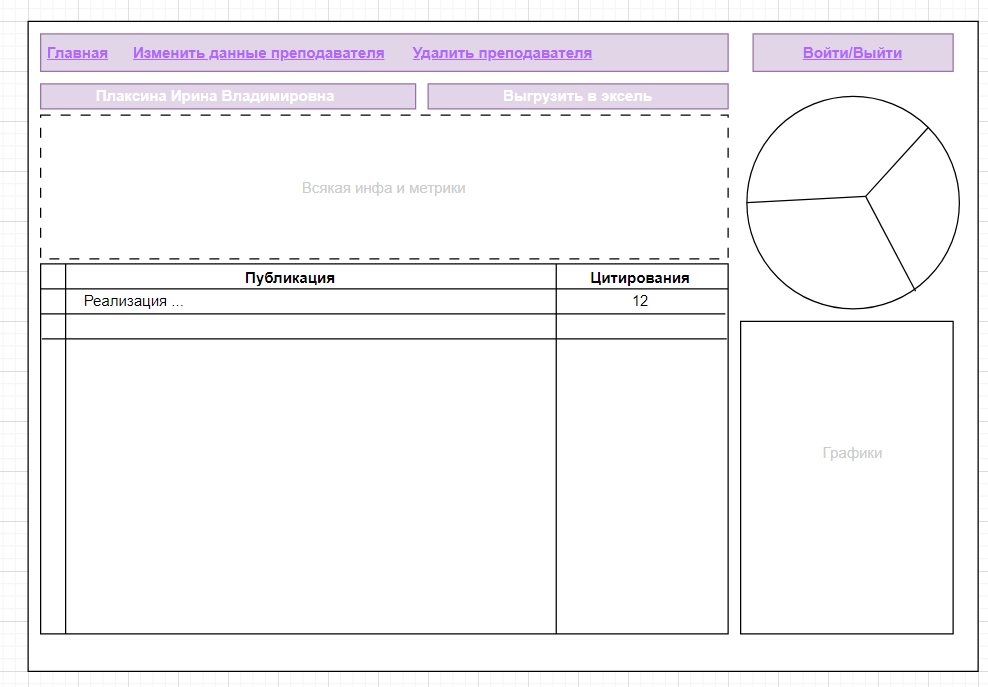 Главная Изменить данные преподавателя Удалить преподавателя Войти/Выйти
Плаксина Ирина Владимировна Выгрузить в эксель
Всякая инфа и метрики
Публикация Цитирования
Реализация ... 12
Графики